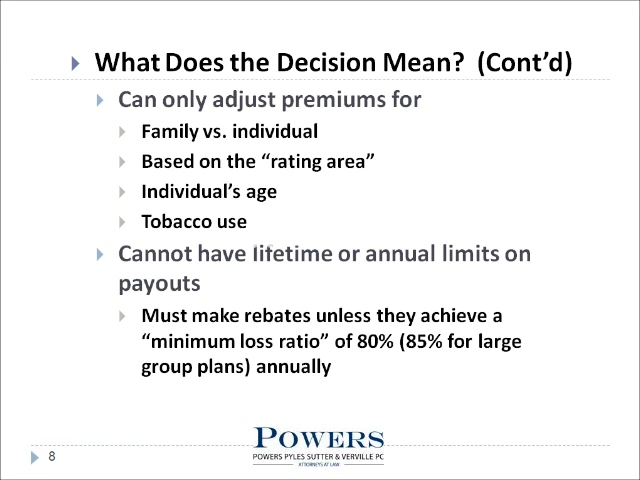 What Does the Decision Mean? (Cont’d)
Can only adjust premiums for
Family vs. individual
Based on the “rating area”
Individual’s age
Tobacco use
Cannot have lifetime or annual limits on
payouts
Must make rebates unless they achieve a
“minimum loss ratio” of 80% (85% for large
group plans) annually
POWERS
POWERS PYLES SUTTER & VERVILLE PC
ATTORNEYS AT LAW
8